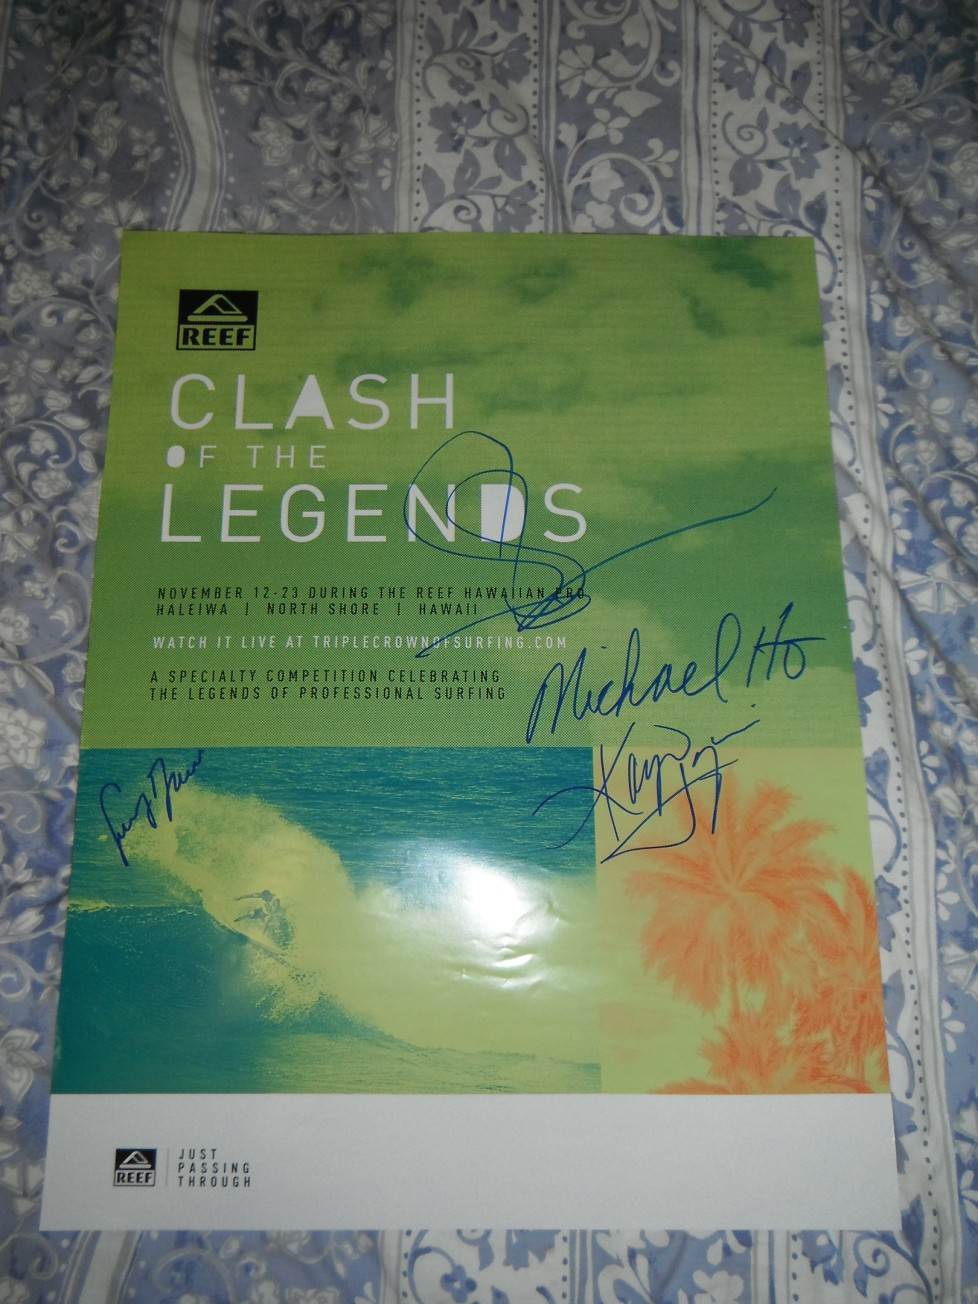 REEF
CLASH
OF THE
LEGENDS
NOVEMBER 12-23 DURING THE REEF HAWAIIAN PRO
HALEIWA | NORTH SHORE | HAWAII
WATCH IT LIVE AT TRIPLECROWNOFSURFING.COM
A SPECIALTY COMPETITION CELEBRATING
THE LEGENDS OF PROFESSIONAL SURFING
Michael Ho
REEF
JUST
PASSING
THROUGH